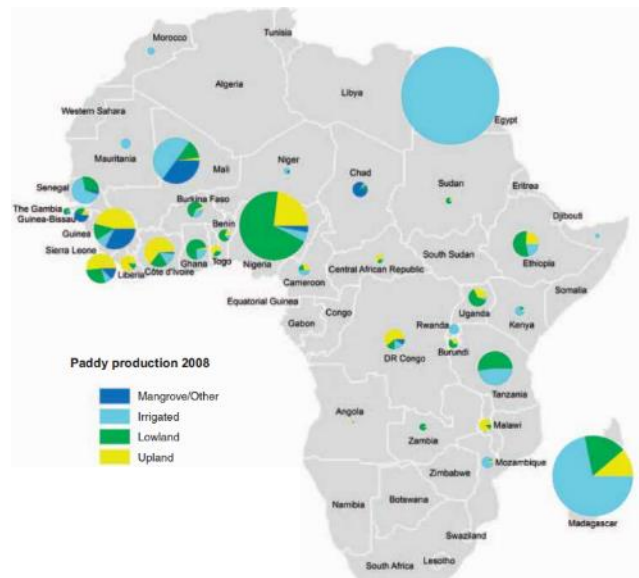 Tunisia
Morocco
Algeria
Libya
Egypt
Western Sahara
Mauritania
Mali
Niger
Chad
Sudan
Eritrea
Senegal
Djibouti
The Gambia
Burkina Faso
Guinea-Bissau
Guinea
Benin
Sierra Leone
Liberia
Côte d'Ivoire
Ghana
Togo
Nigeria
Cameroon
Central African Republic
South Sudan
Ethiopia
Somalia
Equatorial Guinea
Congo
Gabon
Uganda
Kenya
Rwanda
Burundi
DR Congo
Tanzania
Paddy production 2008
Mangrove/Other
Irrigated
Lowland
Upland
Angola
Zambia
Malawi
Mozambique
Zimbabwe
Madagascar
Namibia
Botswana
Swaziland
South Africa
Lesotho